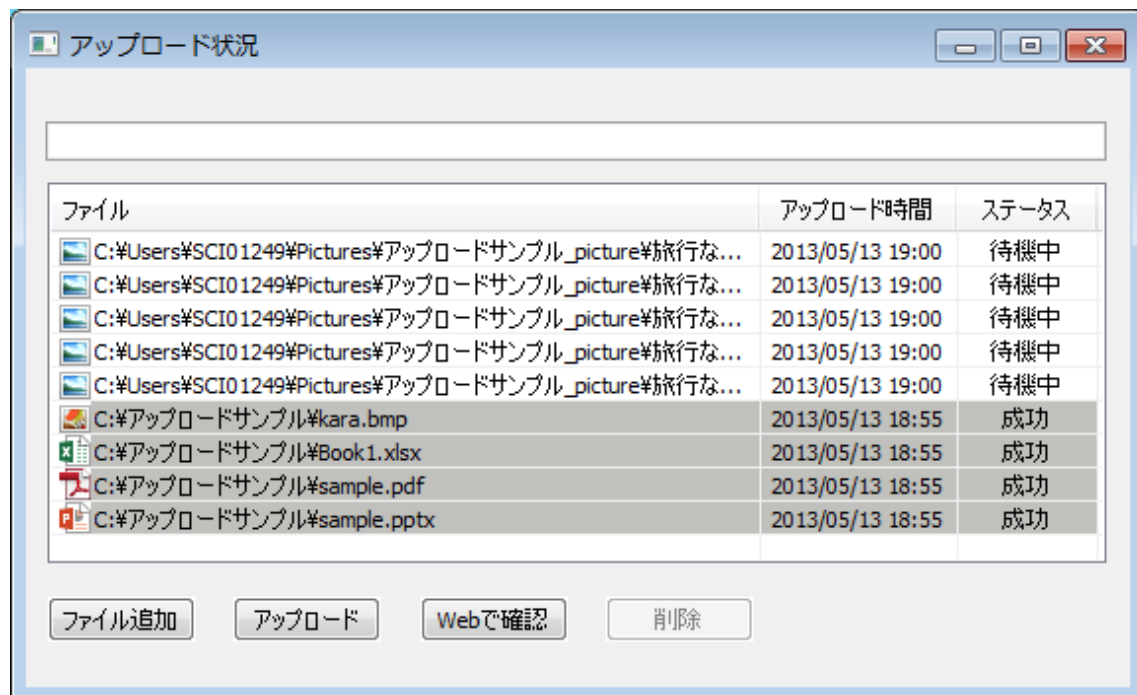 アップロード状況
ファイル アップロード時間 ステータス
C:¥Users¥SCI01249¥Pictures¥アップロードサンプル_picture¥旅行な... 2013/05/13 19:00 待機中
C:¥Users¥SCI01249¥Pictures¥アップロードサンプル_picture¥旅行な... 2013/05/13 19:00 待機中
C:¥Users¥SCI01249¥Pictures¥アップロードサンプル_picture¥旅行な... 2013/05/13 19:00 待機中
C:¥Users¥SCI01249¥Pictures¥アップロードサンプル_picture¥旅行な... 2013/05/13 19:00 待機中
C:¥Users¥SCI01249¥Pictures¥アップロードサンプル_picture¥旅行な... 2013/05/13 19:00 待機中
C:¥アップロードサンプル¥kara.bmp 2013/05/13 18:55 成功
C:¥アップロードサンプル¥Book1.xlsx 2013/05/13 18:55 成功
C:¥アップロードサンプル¥sample.pdf 2013/05/13 18:55 成功
C:¥アップロードサンプル¥sample.pptx 2013/05/13 18:55 成功
ファイル追加 アップロード Webで確認 削除